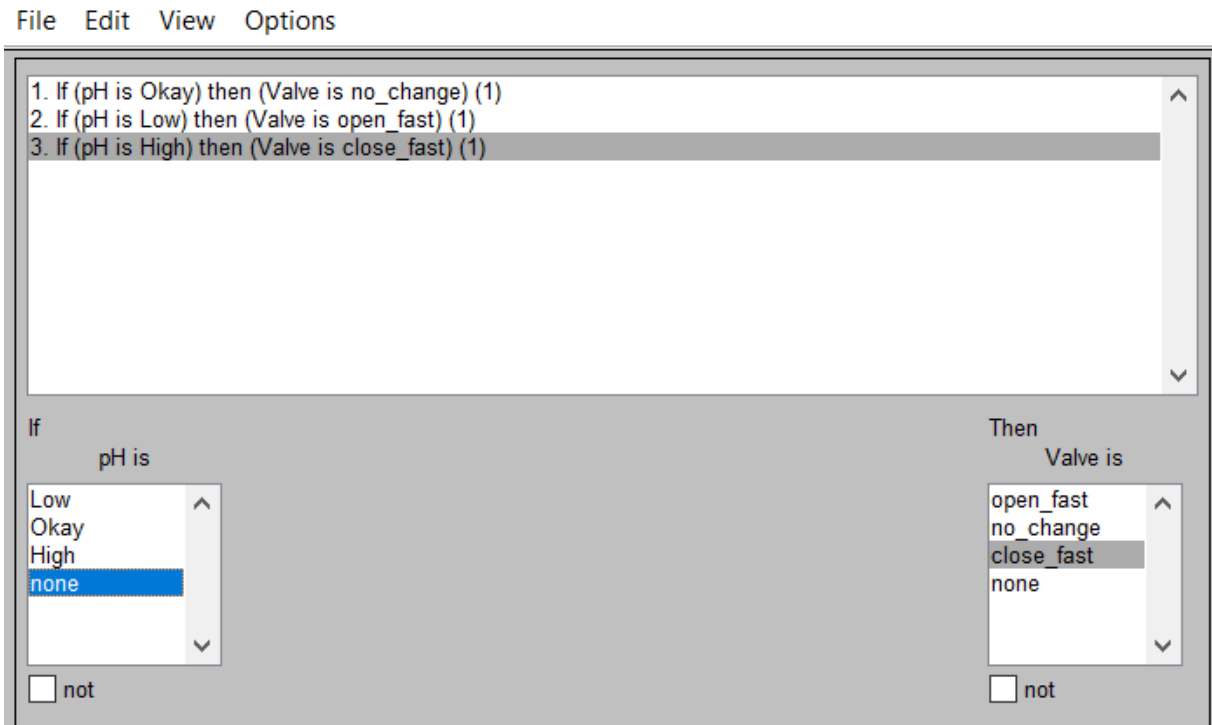 File Edit View Options
1. If (pH is Okay) then (Valve is no_change) (1)
2. If (pH is Low) then (Valve is open_fast) (1)
3. If (pH is High) then (Valve is close_fast) (1)
If
pH is
Low
Okay
High
none
not
Then
Valve is
open_fast
no_change
close_fast
none
not